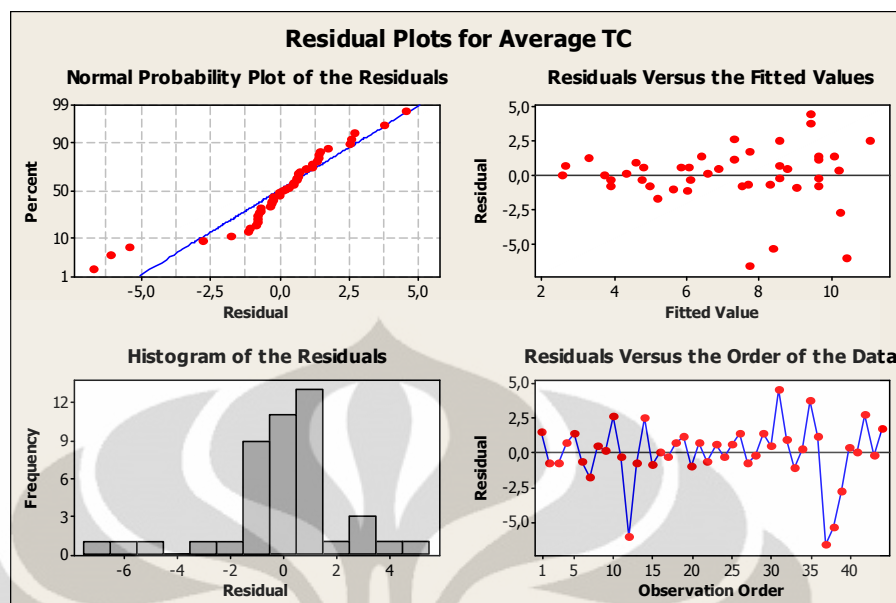 Residual Plots for Average TC
Normal Probability Plot of the Residuals
99
90
50
10
1
Percent
-5,0 -2,5 0,0 2,5 5,0
Residual
Residuals Versus the Fitted Values
5,0
2,5
0,0
-2,5
-5,0
Residual
2 4 6 8 10
Fitted Value
Histogram of the Residuals
12
9
6
3
0
Frequency
-6 -4 -2 0 2 4
Residual
Residuals Versus the Order of the Data
5,0
2,5
0,0
-2,5
-5,0
Residual
1 5 10 15 20 25 30 35 40
Observation Order